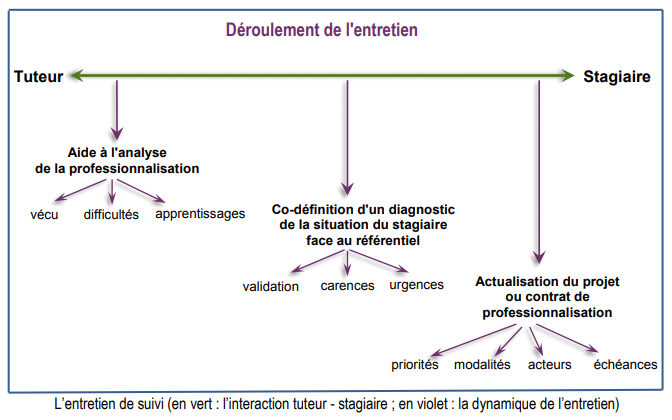 Déroulement de l'entretien
Tuteur
Stagiaire
Aide à l'analyse
de la professionnalisation
vécu
difficultés
apprentissages
Co-définition d'un diagnostic
de la situation du stagiaire
face au référentiel
validation
carences
urgences
Actualisation du projet
ou contrat de
professionnalisation
priorités
modalités
acteurs
échéances
L'entretien de suivi (en vert : l'interaction tuteur - stagiaire ; en violet : la dynamique de l'entretien)